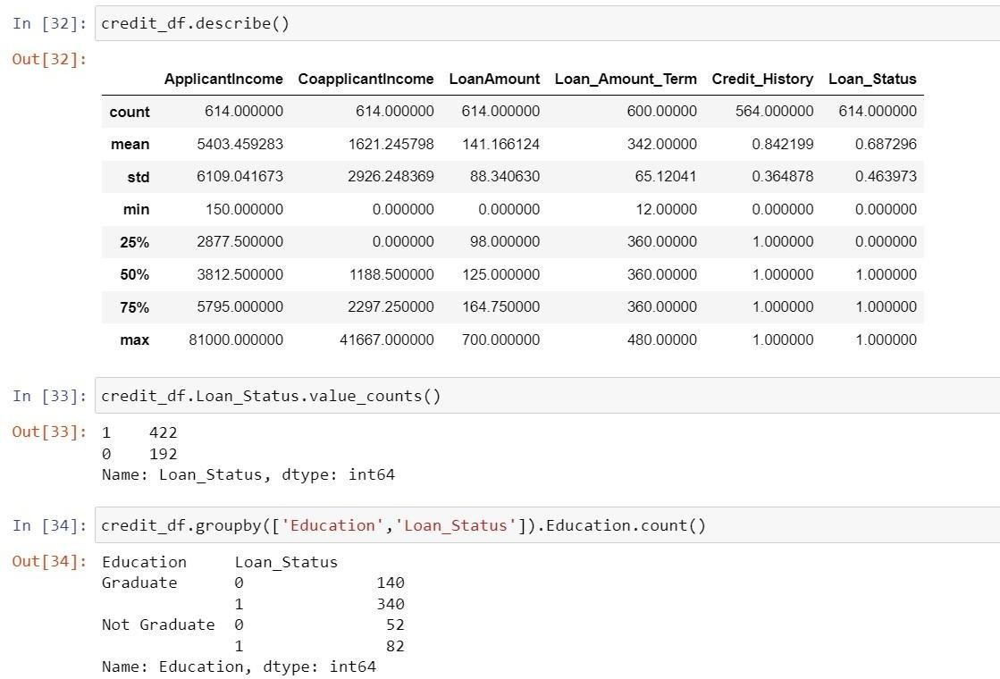 In [32]: credit_df.describe()
Out[32]:
ApplicantIncome CoapplicantIncome LoanAmount Loan_Amount_Term Credit_History Loan_Status
count 614.000000 614.000000 614.000000 600.00000 564.000000 614.000000
mean 5403.459283 1621.245798 141.166124 342.00000 0.842199 0.687296
std 6109.041673 2926.248369 88.340630 65.12041 0.364878 0.463973
min 150.000000 0.000000 0.000000 12.00000 0.000000 0.000000
25% 2877.500000 0.000000 98.000000 360.00000 1.000000 0.000000
50% 3812.500000 1188.500000 125.000000 360.00000 1.000000 1.000000
75% 5795.000000 2297.250000 164.750000 360.00000 1.000000 1.000000
max 81000.000000 41667.000000 700.000000 480.00000 1.000000 1.000000
In [33]: credit_df.Loan_Status.value_counts()
Out[33]: 1 422
0 192
Name: Loan_Status, dtype: int64
In [34]: credit_df.groupby(['Education','Loan_Status']).Education.count()
Out[34]: Education Loan_Status
Graduate 0 140
1 340
Not Graduate 0 52
1 82
Name: Education, dtype: int64